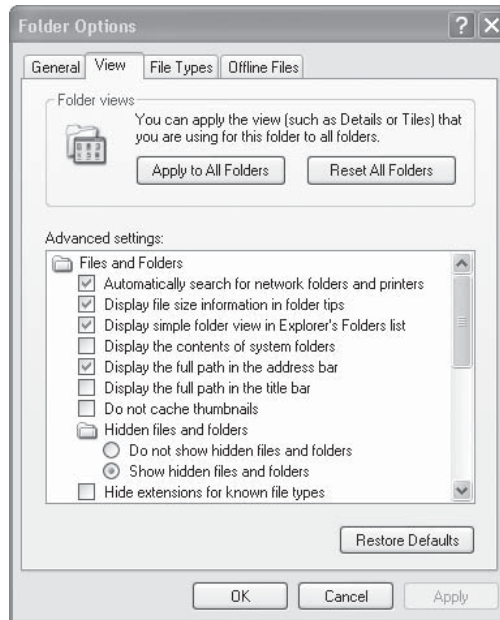 Folder Options
General View File Types Offline Files
Folder views
You can apply the view (such as Details or Tiles) that
you are using for this folder to all folders.
Apply to All Folders Reset All Folders
Advanced settings:
Files and Folders
Automatically search for network folders and printers
Display file size information in folder tips
Display simple folder view in Explorer's Folders list
Display the contents of system folders
Display the full path in the address bar
Display the full path in the title bar
Do not cache thumbnails
Hidden files and folders
Do not show hidden files and folders
Show hidden files and folders
Hide extensions for known file types
Restore Defaults
OK Cancel Apply